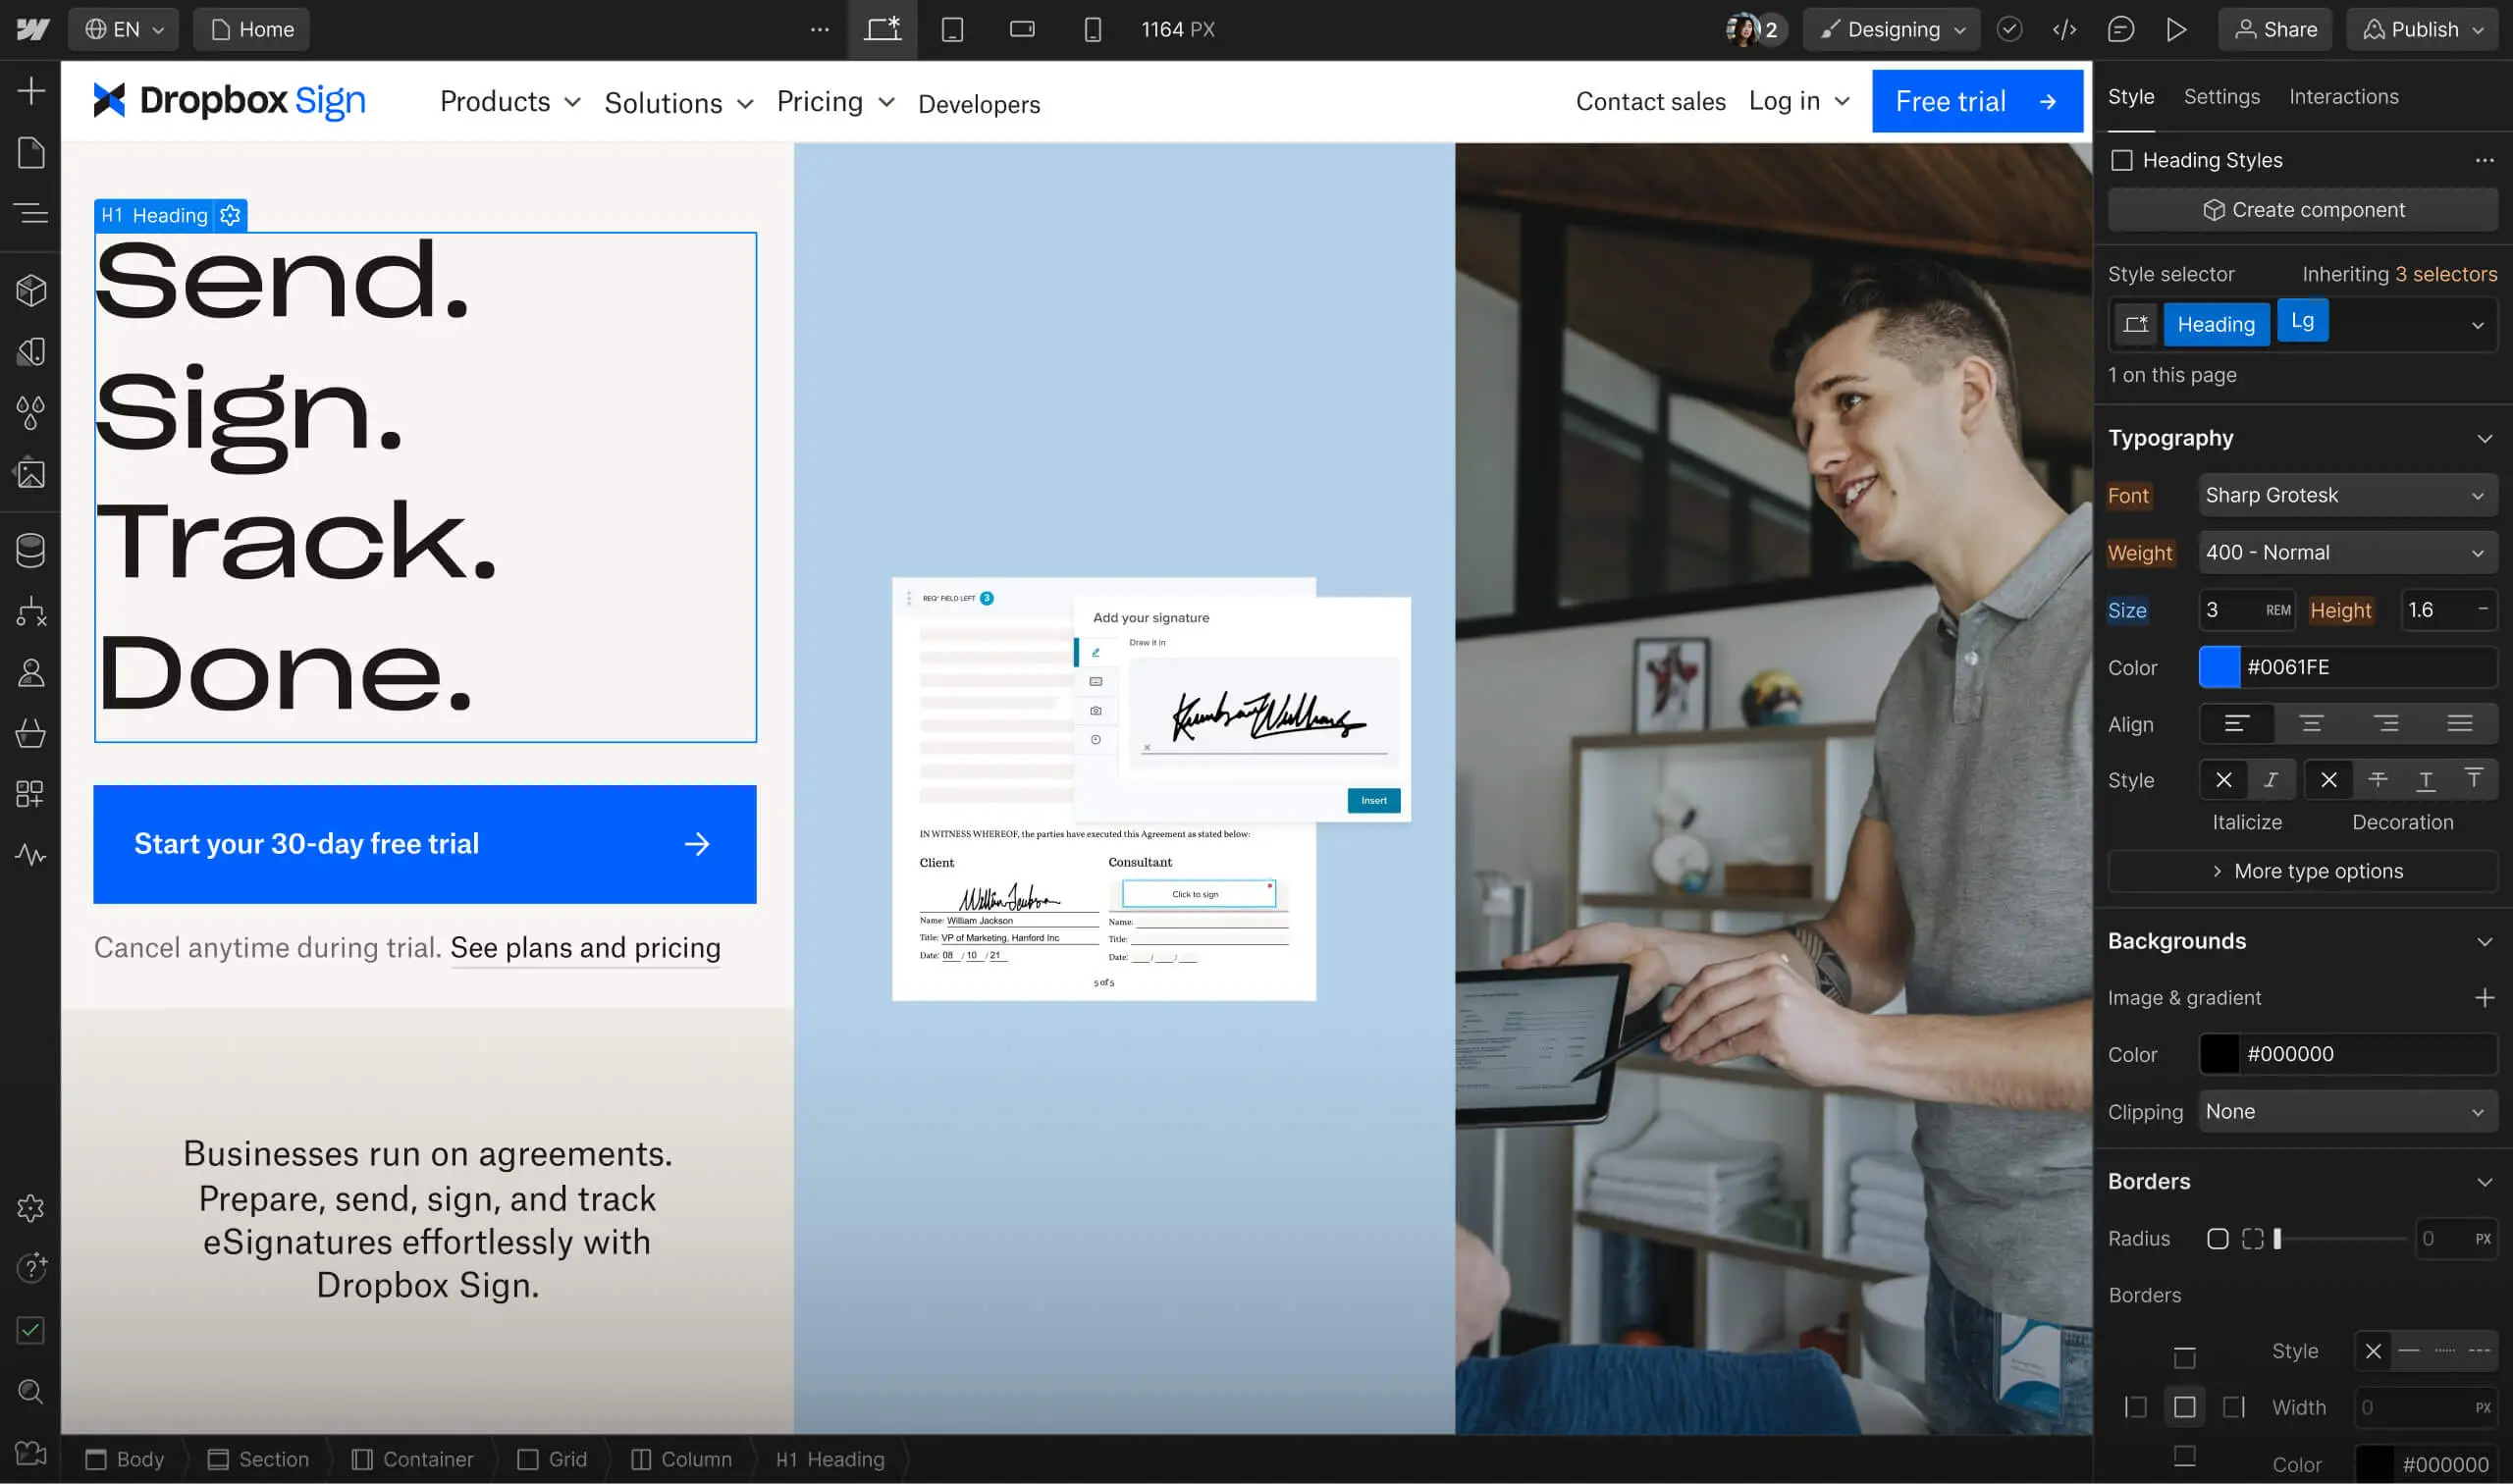 EN
Home
1164 PX
2
Designing
Share
Publish
Dropbox Sign
Products
Solutions
Pricing
Developers
Contact sales
Log in
Free trial
H1 Heading
Send.
Sign.
Track.
Done.
Start your 30-day free trial
Cancel anytime during trial. See plans and pricing
Businesses run on agreements.
Prepare, send, sign, and track
eSignatures effortlessly with
Dropbox Sign.
REQ' FIELD LEFT 3
Add your signature
Draw it in
Insert
IN WITNESS WHEREOF, the parties have executed this Agreement as stated below:
Client
Consultant
Click to sign
Name: William Jackson
Name:
Title: VP of Marketing, Hanford Inc
Title:
Date: 08 / 10 / 21
Date: / /
5 of 5
Style
Settings
Interactions
Heading Styles
Create component
Style selector
Inheriting 3 selectors
Heading
Lg
1 on this page
Typography
Font
Sharp Grotesk
Weight
400 - Normal
Size
3 REM
Height
1.6 –
Color
#0061FE
Align
Style
Italicize
Decoration
More type options
Backgrounds
Image & gradient
Color
#000000
Clipping
None
Borders
Radius
0 PX
Borders
Style
Width
0 PX
Color
#000000
Body
Section
Container
Grid
Column
H1 Heading